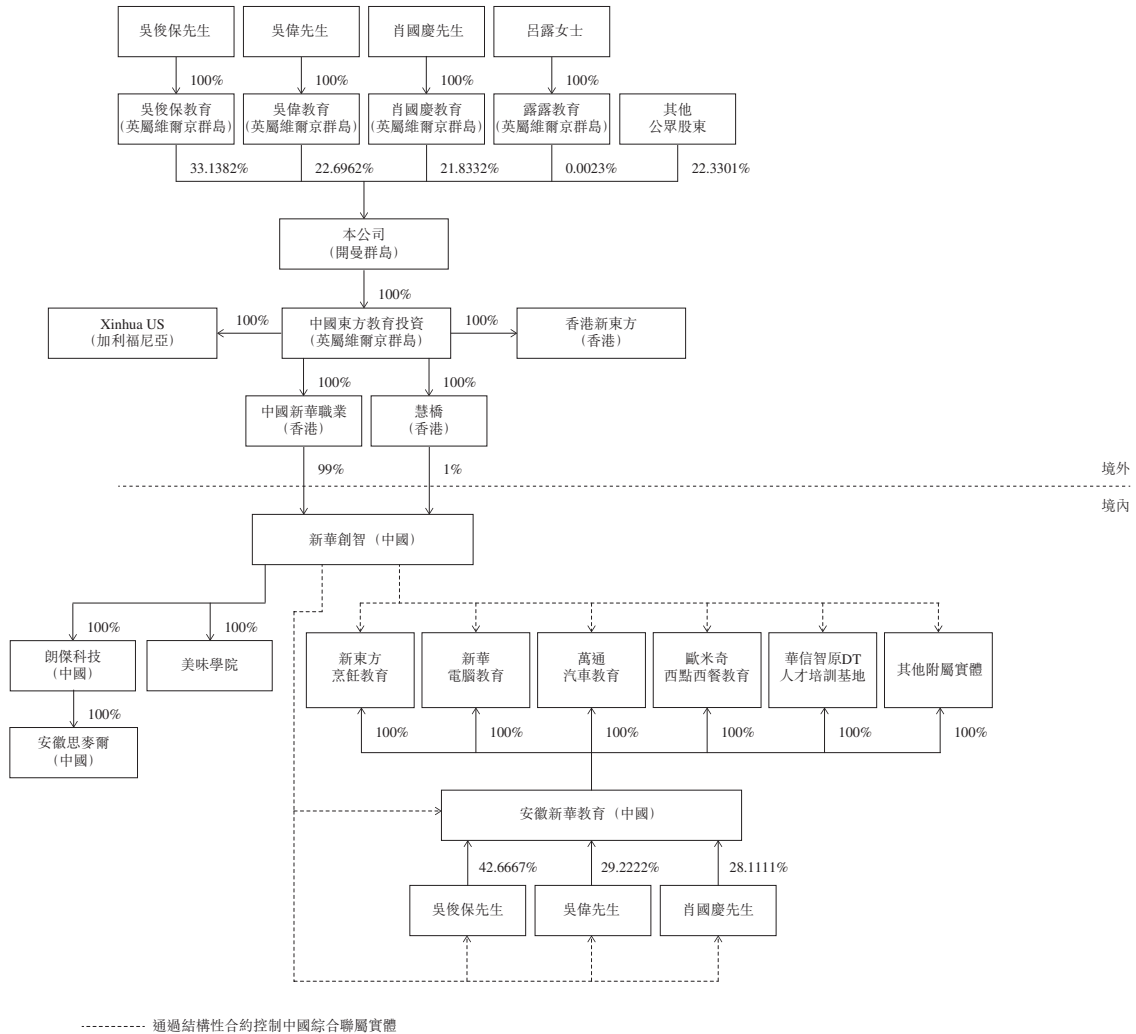 吳俊保先生
吳偉先生
肖國慶先生
呂露女士
100%
100%
100%
100%
吳俊保教育
(英屬維爾京群島)
吳偉教育
(英屬維爾京群島)
肖國慶教育
(英屬維爾京群島)
露露教育
(英屬維爾京群島)
其他
公眾股東
33.1382%
22.6962%
21.8332%
0.0023%
22.3301%
本公司
(開曼群島)
100%
Xinhua US
(加利福尼亞)
100%
中國東方教育投資
(英屬維爾京群島)
100%
香港新東方
(香港)
100%
100%
中國新華職業
(香港)
慧橋
(香港)
99%
1%
境外
境內
新華創智(中國)
100%
100%
朗傑科技
(中國)
美味學院
100%
安徽思麥爾
(中國)
新東方
烹飪教育
新華
電腦教育
萬通
汽車教育
歐米奇
西點西餐教育
華信智原DT
人才培訓基地
其他附屬實體
100%
100%
100%
100%
100%
100%
安徽新華教育(中國)
42.6667%
29.2222%
28.1111%
吳俊保先生
吳偉先生
肖國慶先生
通過結構性合約控制中國綜合聯屬實體